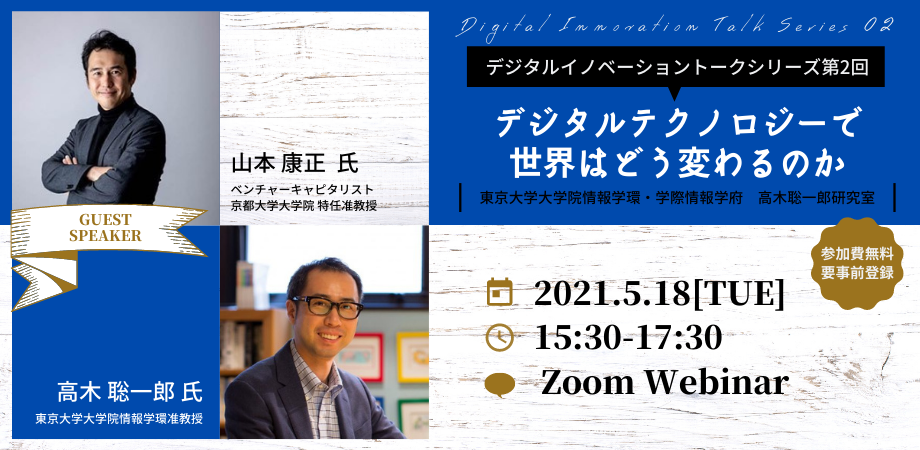 Digital Innovation Talk Series 02
デジタルイノベーショントークシリーズ第2回
デジタルテクノロジーで
世界はどう変わるのか
東京大学大学院情報学環・学際情報学府 高木聡一郎研究室
山本 康正 氏
ベンチャーキャピタリスト
京都大学大学院 特任准教授
GUEST
SPEAKER
高木 聡一郎 氏
東京大学大学院情報学環准教授
参加費無料
要事前登録
2021.5.18[TUE]
15:30-17:30
Zoom Webinar